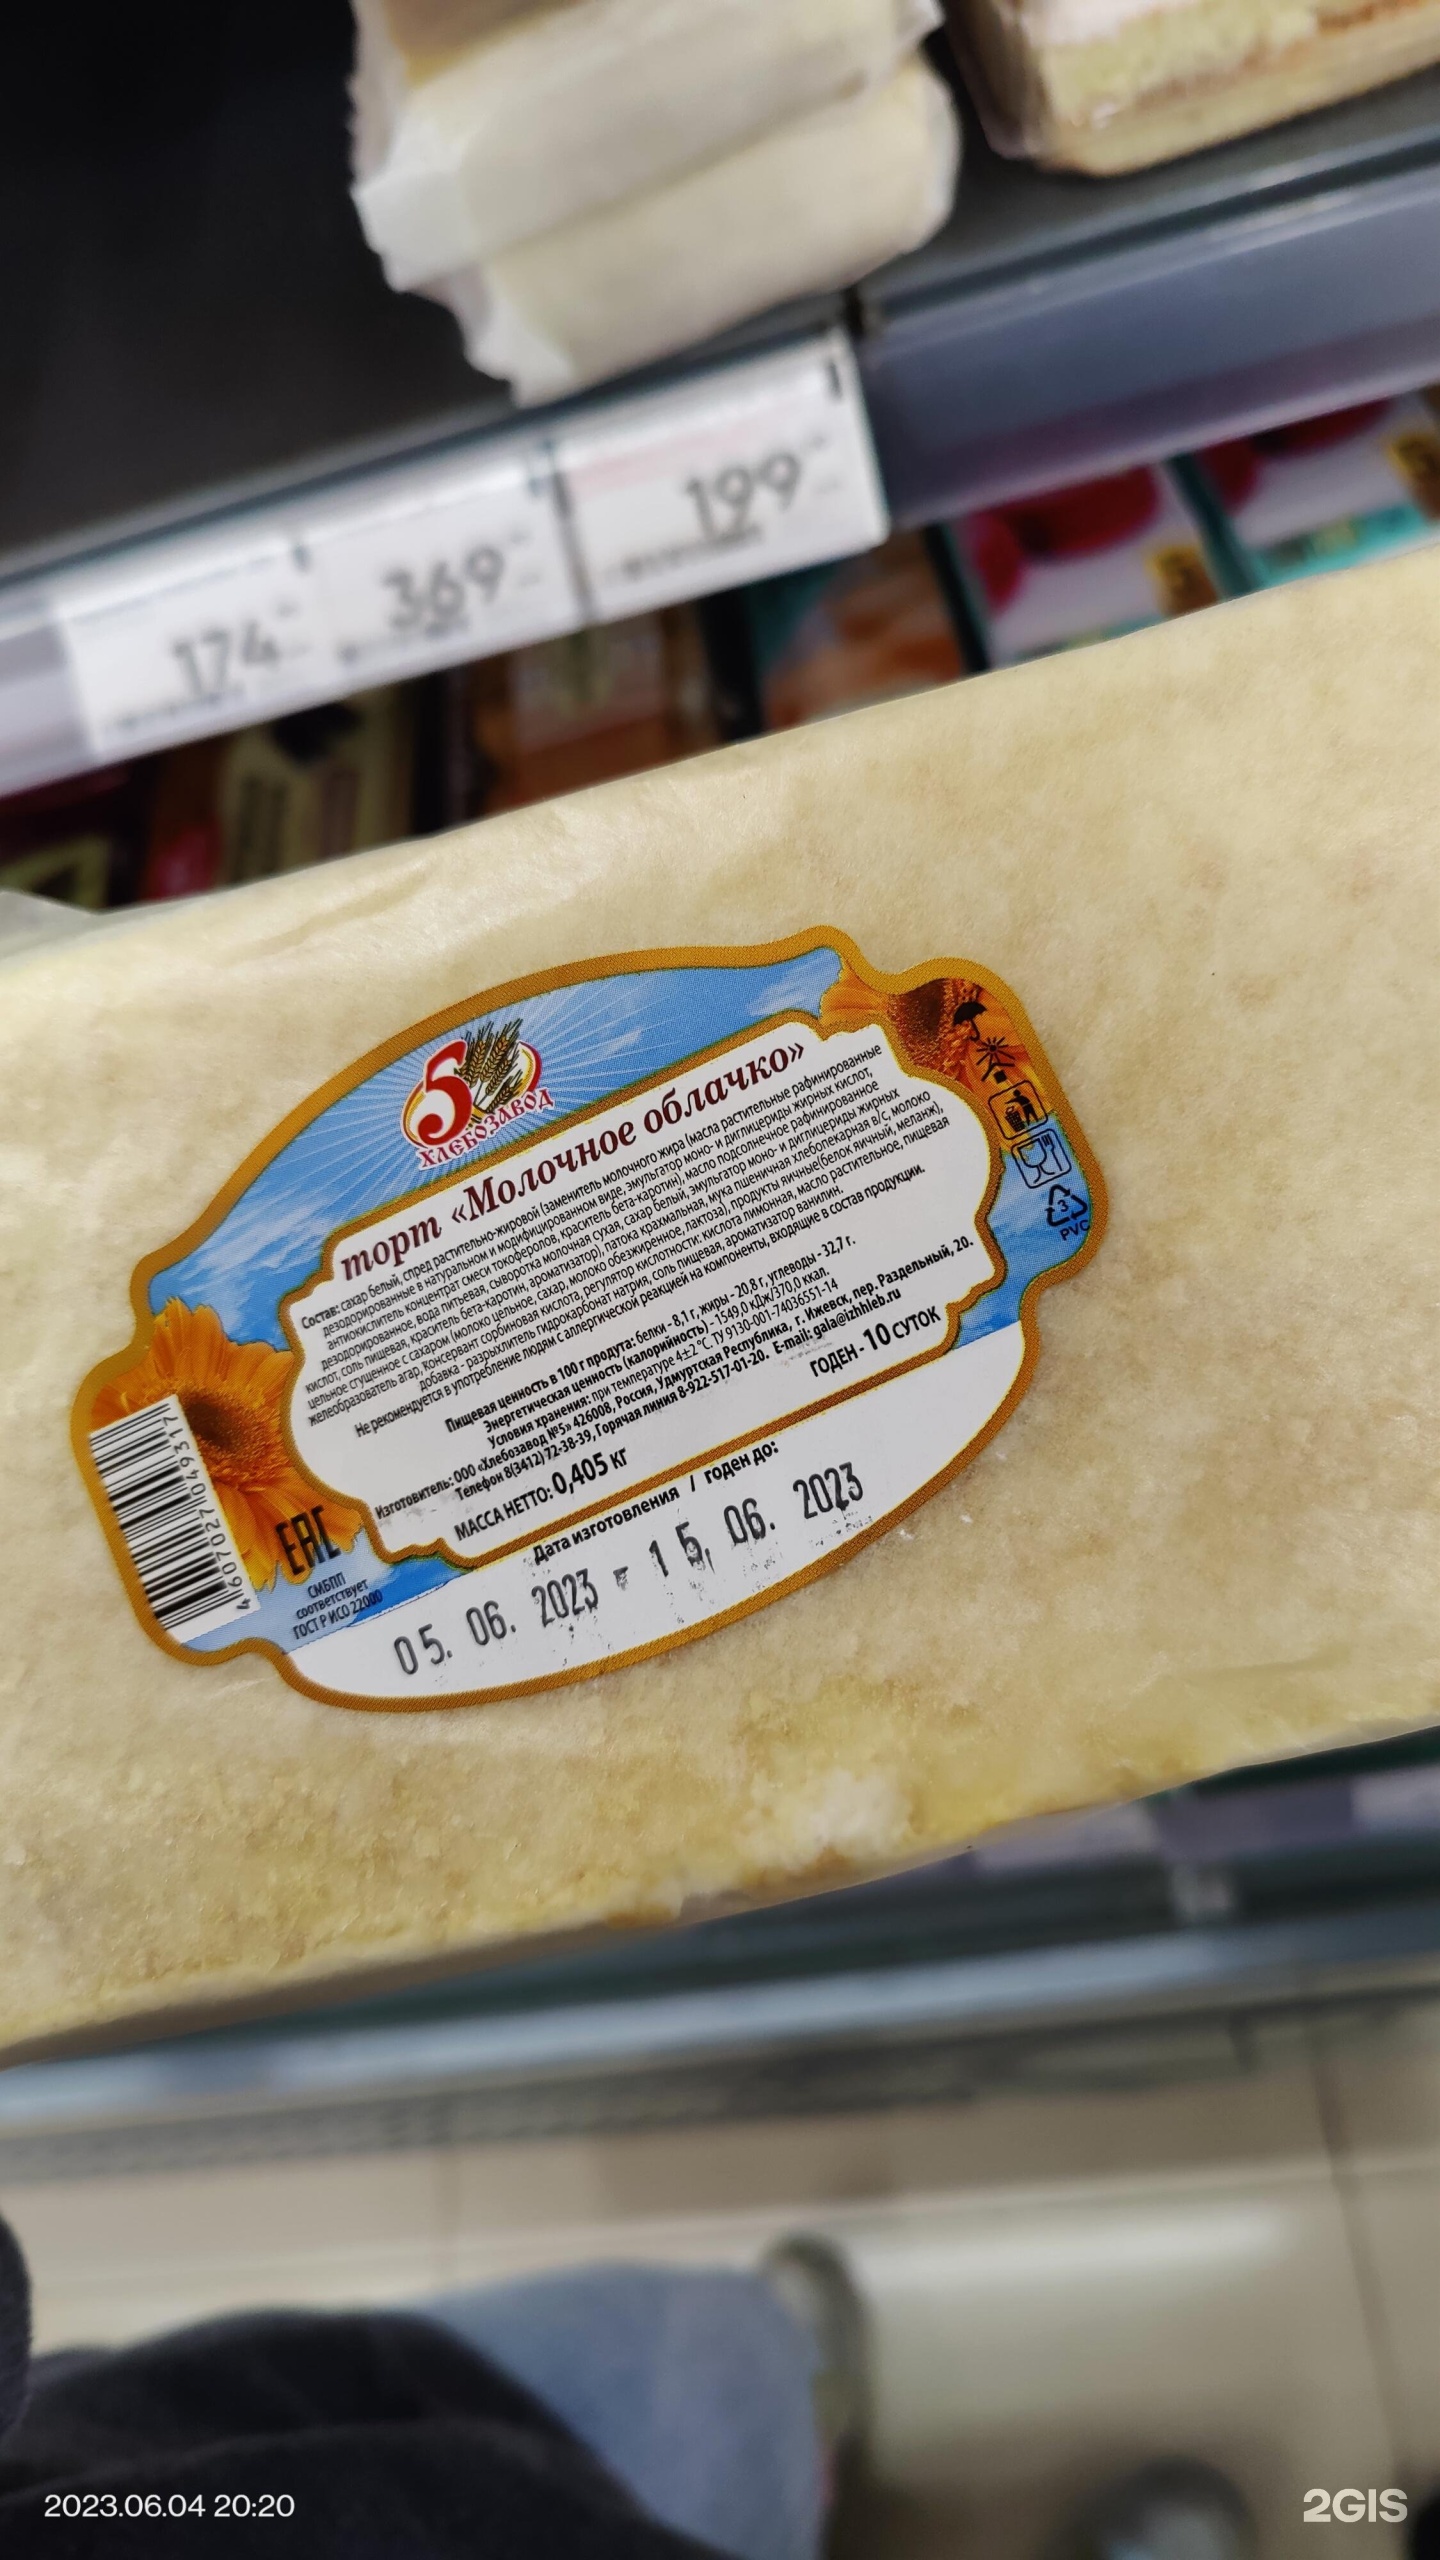 199
369
174
5
ХЛЕБОЗАВОД
торт «Молочное облачко»
Состав: сахар белый, спред растительно-жировой (заменитель молочного жира (масла растительные рафинированные
дезодорированные в натуральном и модифицированном виде, эмульгатор моно- и диглицериды жирных кислот,
антиокислитель концентрат смеси токоферолов, краситель бета-каротин), масло подсолнечное рафинированное
дезодорированное, вода питьевая, сыворотка молочная сухая, сахар белый, эмульгатор моно- и диглицериды жирных
кислот, соль пищевая, краситель бета-каротин, ароматизатор), патока крахмальная, мука пшеничная хлебопекарная в/с, молоко
цельное сгущенное с сахаром (молоко цельное, сахар, молоко обезжиренное, лактоза), продукты яичные(белок яичный, меланж),
желеобразователь агар, консервант сорбиновая кислота, регулятор кислотности: кислота лимонная, масло растительное, пищевая
добавка - разрыхлитель гидрокарбонат натрия, соль пищевая, ароматизатор ванилин.
Не рекомендуется в употребление людям с аллергической реакцией на компоненты, входящие в состав продукции.
Пищевая ценность в 100 г продута: белки - 8,1 г, жиры - 20,8 г, углеводы - 32,7 г.
Энергетическая ценность (калорийность) - 1549,0 кДж/370,0 ккал.
Условия хранения: при температуре 4±2°С. ТУ 9130-001-74036551-14
Изготовитель: ООО «Хлебозавод №5» 426008, Россия, Удмуртская Республика, г. Ижевск, пер. Раздельный, 20.
Телефон 8(3412) 72-38-39, Горячая линия 8-922-517-01-20. E-mail: gala@izhhleb.ru
МАССА НЕТТО: 0,405 КГ
ГОДЕН - 10 СУТОК
Дата изготовления / годен до:
05. 06. 2023 - 15. 06. 2023
4 607027 049317
ЕАС
СМБПП
соответствует
ГОСТ Р ИСО 22000
3
PVC
2023.06.04 20:20
2GIS